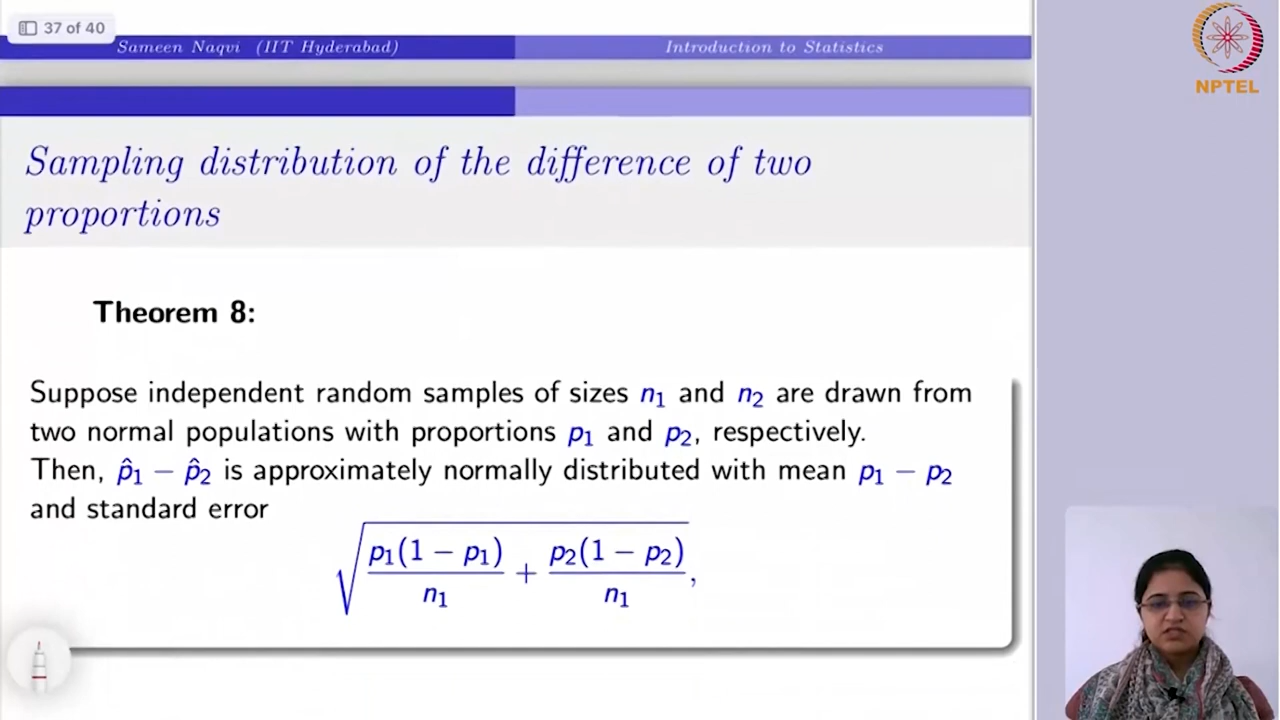 37 of 40
Sameen Naqvi (IIT Hyderabad) Introduction to Statistics
NPTEL
Sampling distribution of the difference of two
proportions
Theorem 8:
Suppose independent random samples of sizes n₁ and n₂ are drawn from
two normal populations with proportions p₁ and p₂, respectively.
Then, p̂₁ − p̂₂ is approximately normally distributed with mean p₁ − p₂
and standard error
√(p₁(1 − p₁)/n₁ + p₂(1 − p₂)/n₁),